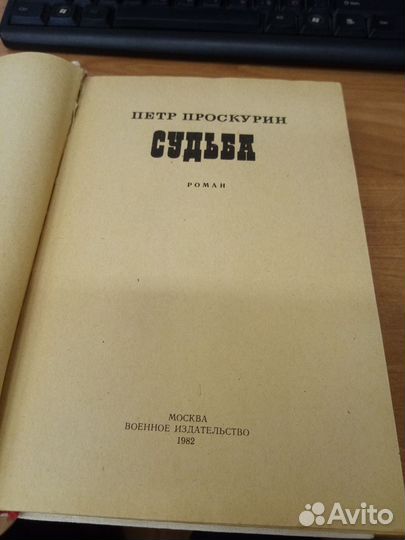 ПЕТР ПРОСКУРИН
СУДЬБА
РОМАН
МОСКВА
ВОЕННОЕ ИЗДАТЕЛЬСТВО
1982
Avito